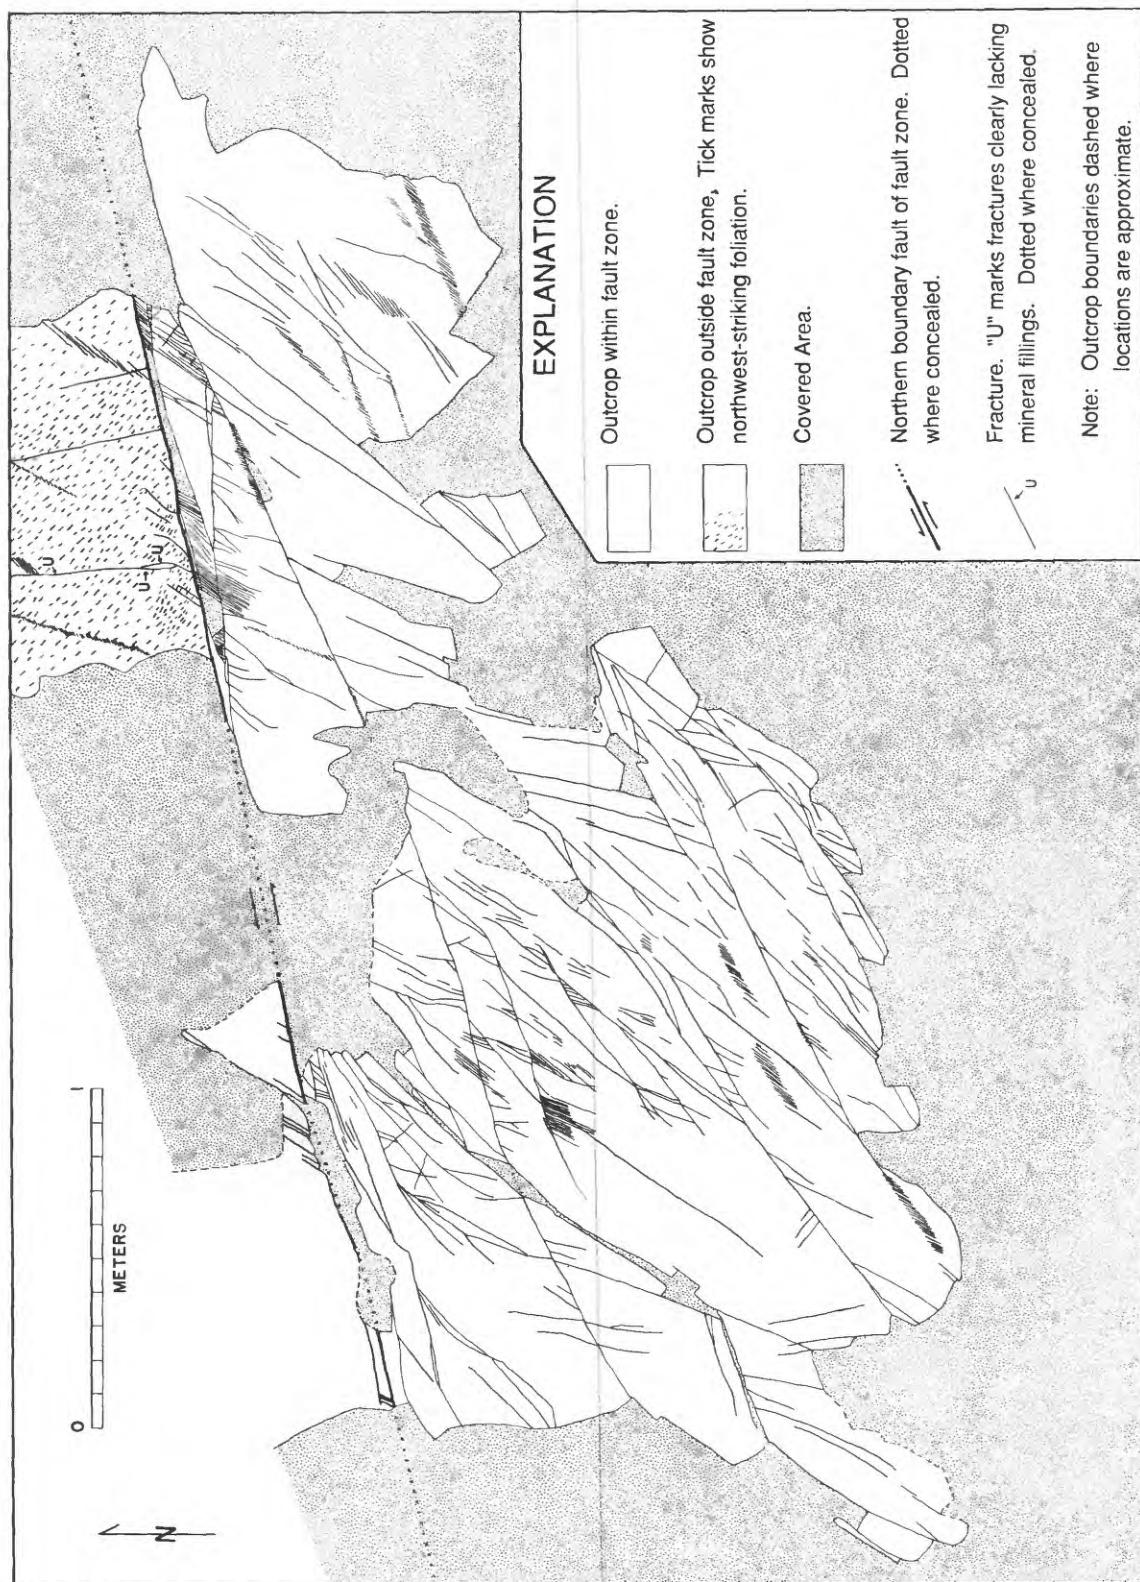 EXPLANATION
Outcrop within fault zone.
Outcrop outside fault zone, Tick marks show
northwest-striking foliation.
Covered Area.
Northern boundary fault of fault zone. Dotted
where concealed.
U
Fracture. "U" marks fractures clearly lacking
mineral fillings. Dotted where concealed.
Note: Outcrop boundaries dashed where
locations are approximate.
0 1
METERS
N
U
U
U